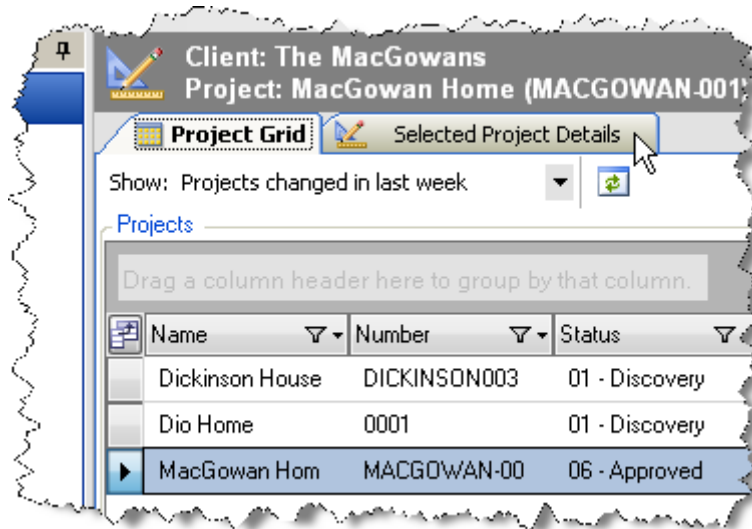 Client: The MacGowans
Project: MacGowan Home (MACGOWAN-001)
Project Grid Selected Project Details
Show: Projects changed in last week
Projects
Drag a column header here to group by that column.
Name Number Status
Dickinson House DICKINSON003 01 - Discovery
Dio Home 0001 01 - Discovery
MacGowan Hom MACGOWAN-00 06 - Approved